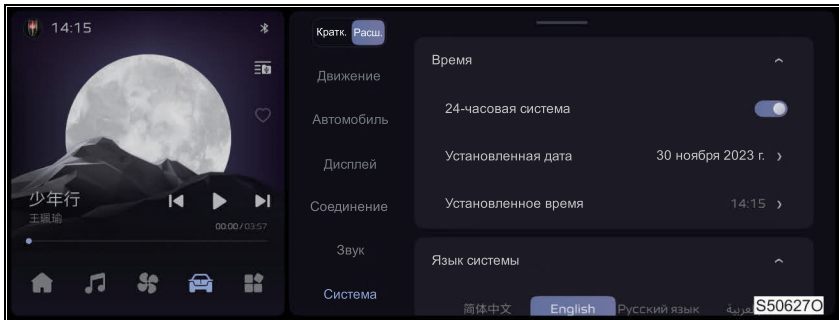 14:15
少年行
王珮瑜
00:00 / 03:57
Кратк. Расш.
Движение
Автомобиль
Дисплей
Соединение
Звук
Система
Время
24-часовая система
Установленная дата 30 ноября 2023 г.
Установленное время 14:15
Язык системы
简体中文 English Русский язык العربية
S50627O